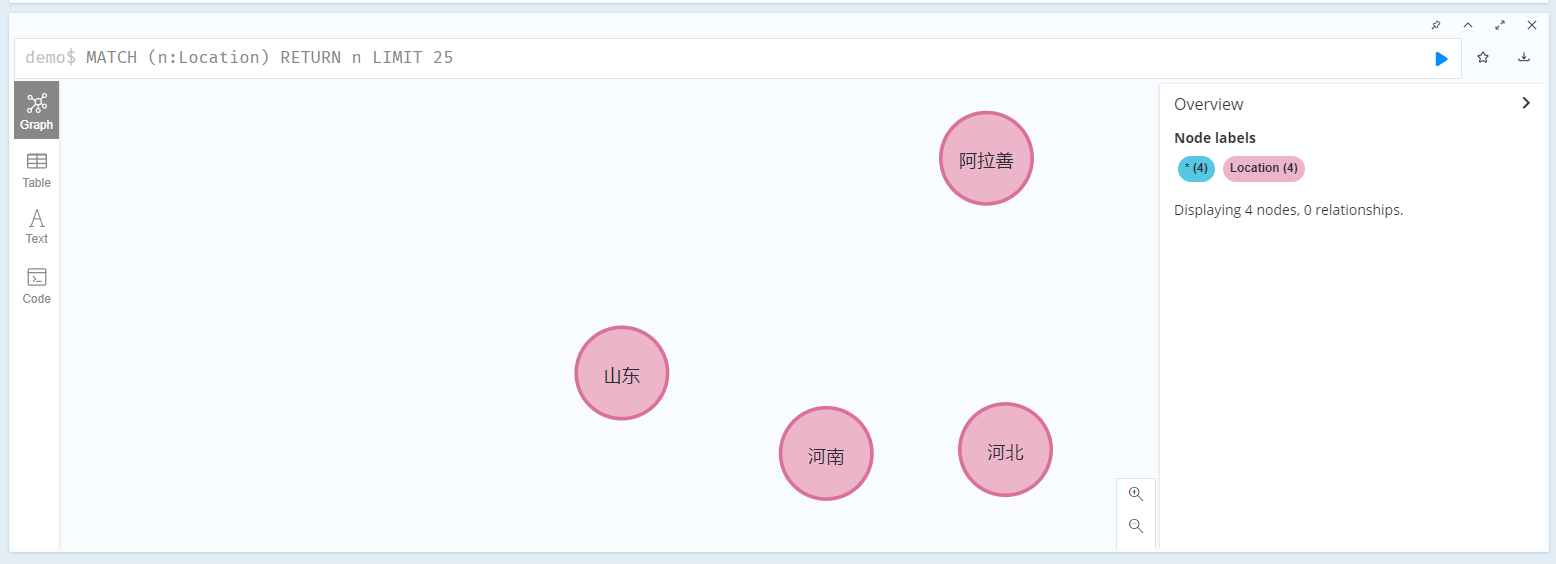 demo$ MATCH (n:Location) RETURN n LIMIT 25
Graph
Table
Text
Code
阿拉善
山东
河南
河北
Overview
Node labels
* (4) Location (4)
Displaying 4 nodes, 0 relationships.